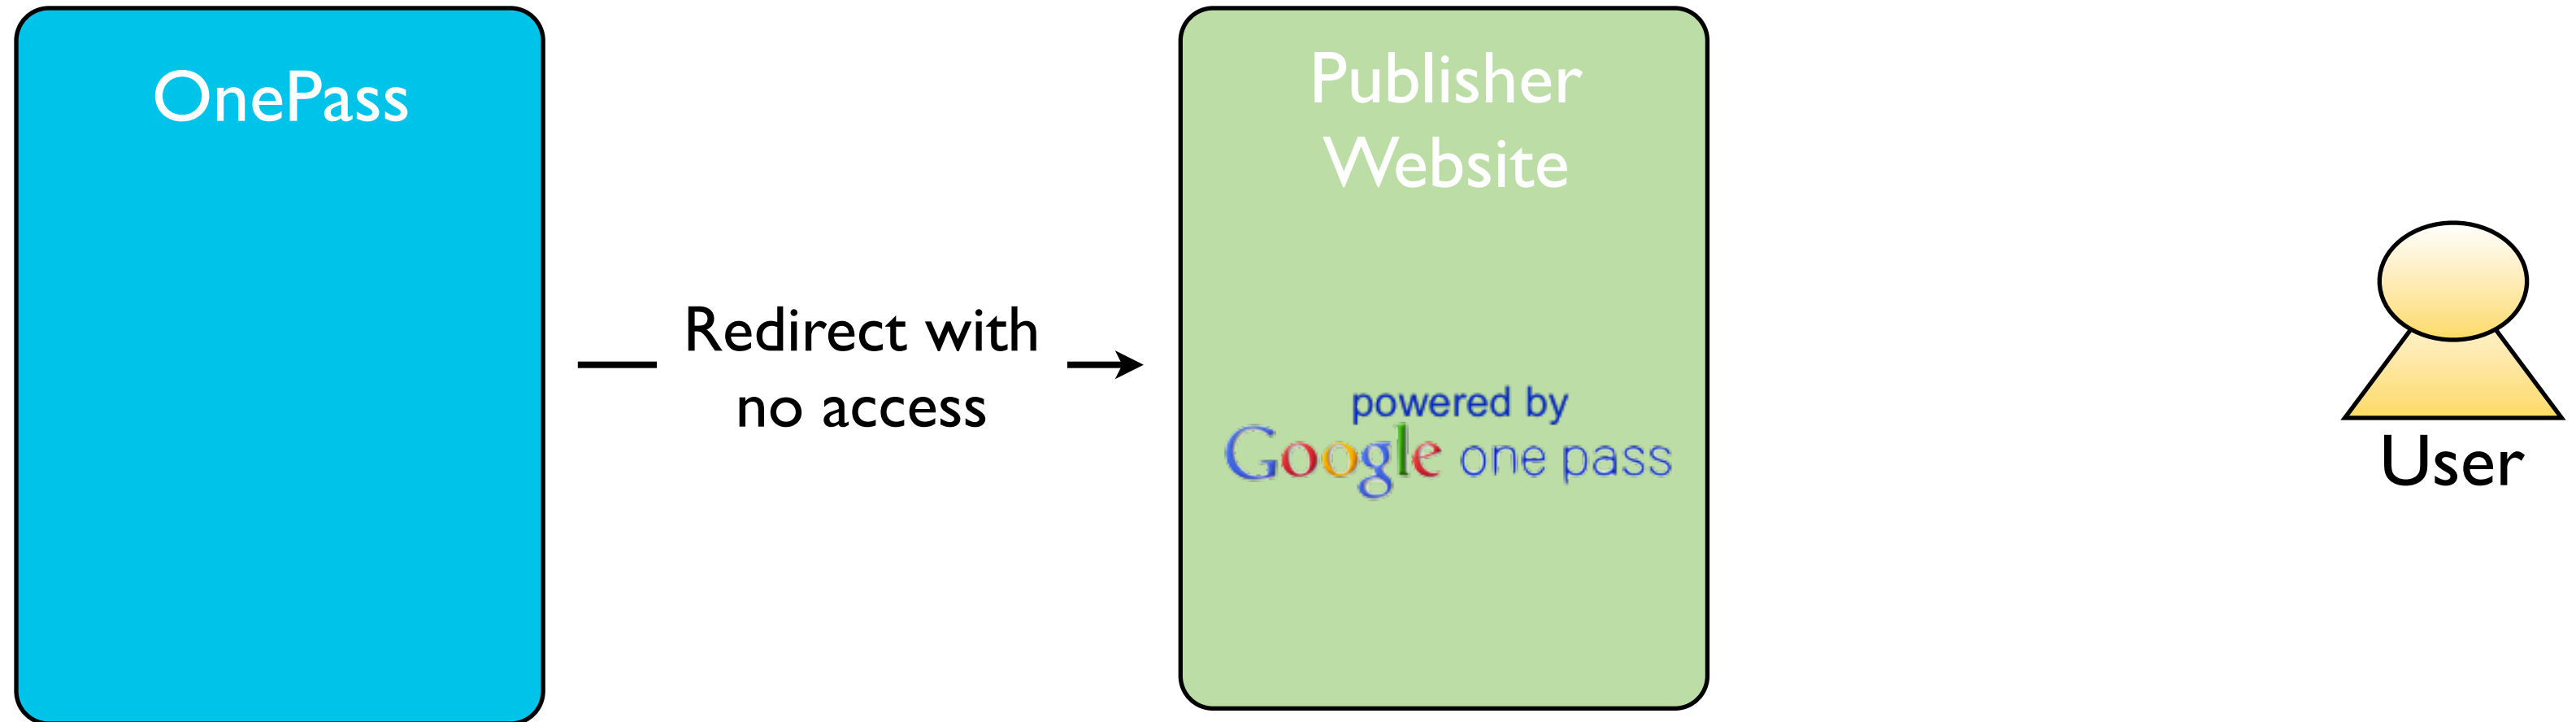 OnePass
Redirect with
no access
Publisher
Website
powered by
Google one pass
User